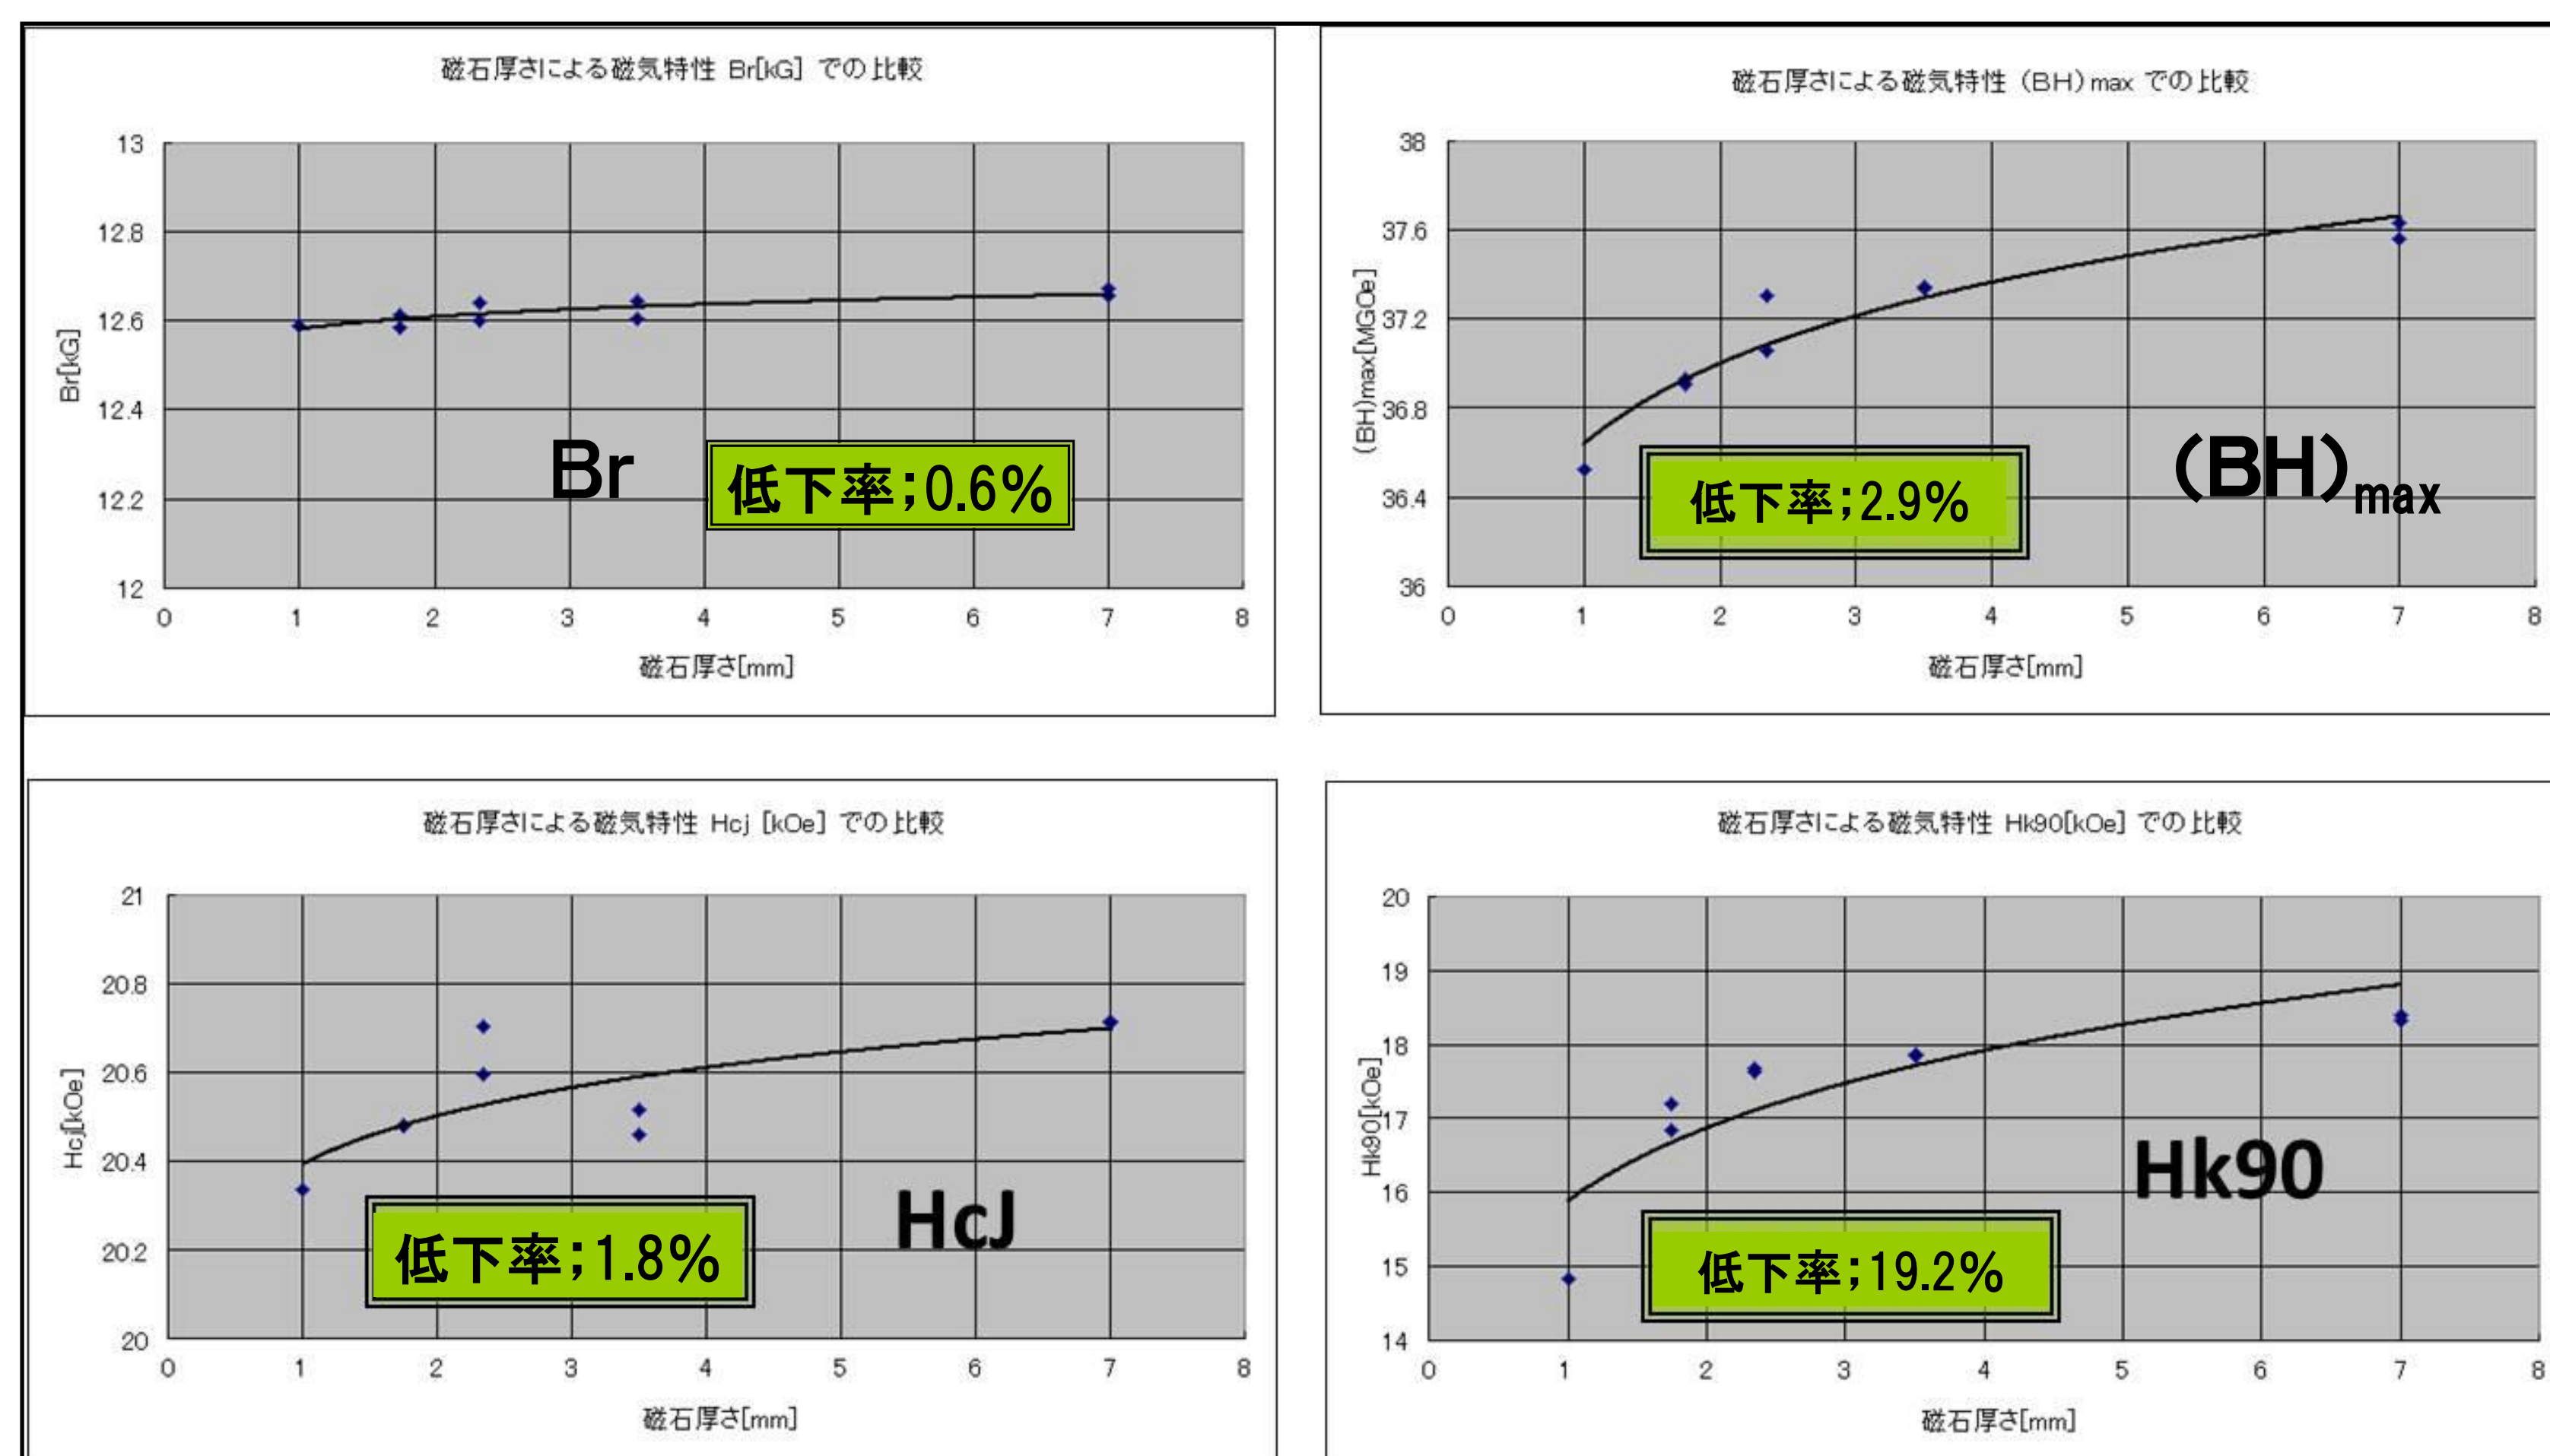 磁石厚さによる磁気特性 Br[kG] での比較
13
12.8
12.6
12.4
12.2
12
Br[kG]
Br
低下率;0.6%
0 1 2 3 4 5 6 7 8
磁石厚さ[mm]
磁石厚さによる磁気特性 (BH)max での比較
38
37.6
37.2
36.8
36.4
36
(BH)max[MGOe]
低下率;2.9%
(BH)max
0 1 2 3 4 5 6 7 8
磁石厚さ[mm]
磁石厚さによる磁気特性 Hcj [kOe] での比較
21
20.8
20.6
20.4
20.2
20
Hcj[kOe]
低下率;1.8%
HcJ
0 1 2 3 4 5 6 7 8
磁石厚さ[mm]
磁石厚さによる磁気特性 Hk90[kOe] での比較
20
19
18
17
16
15
14
Hk90[kOe]
Hk90
低下率;19.2%
0 1 2 3 4 5 6 7 8
磁石厚さ[mm]